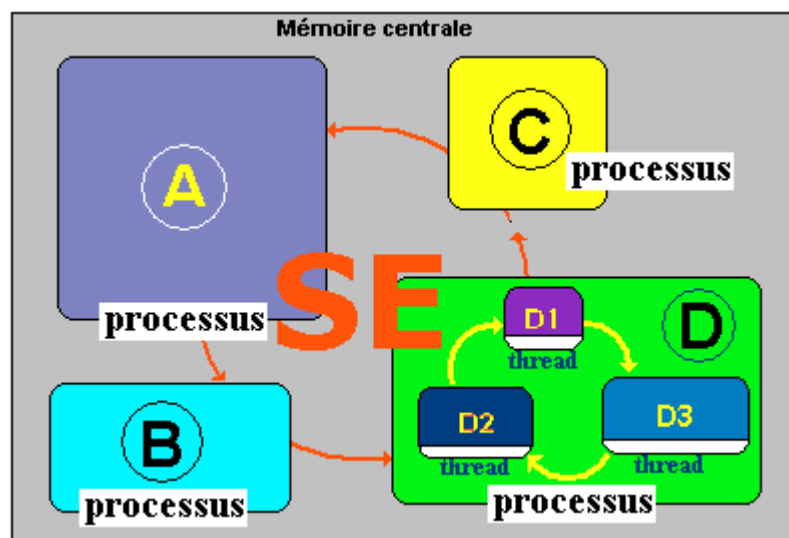 Mémoire centrale
A
processus
C
processus
SE
B
processus
D
D1
thread
D2
thread
D3
thread
processus